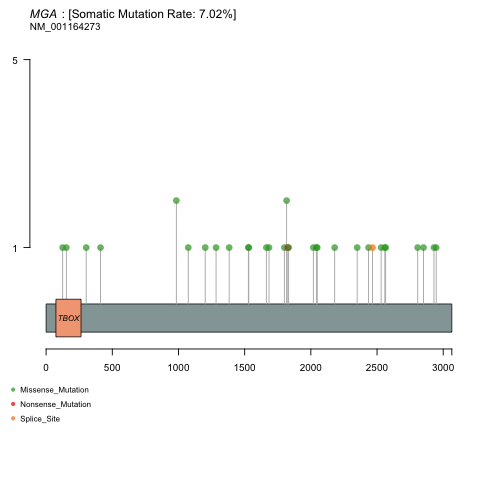 MGA : [Somatic Mutation Rate: 7.02%]
NM_001164273
5
1
TBOX
0 500 1000 1500 2000 2500 3000
Missense_Mutation
Nonsense_Mutation
Splice_Site